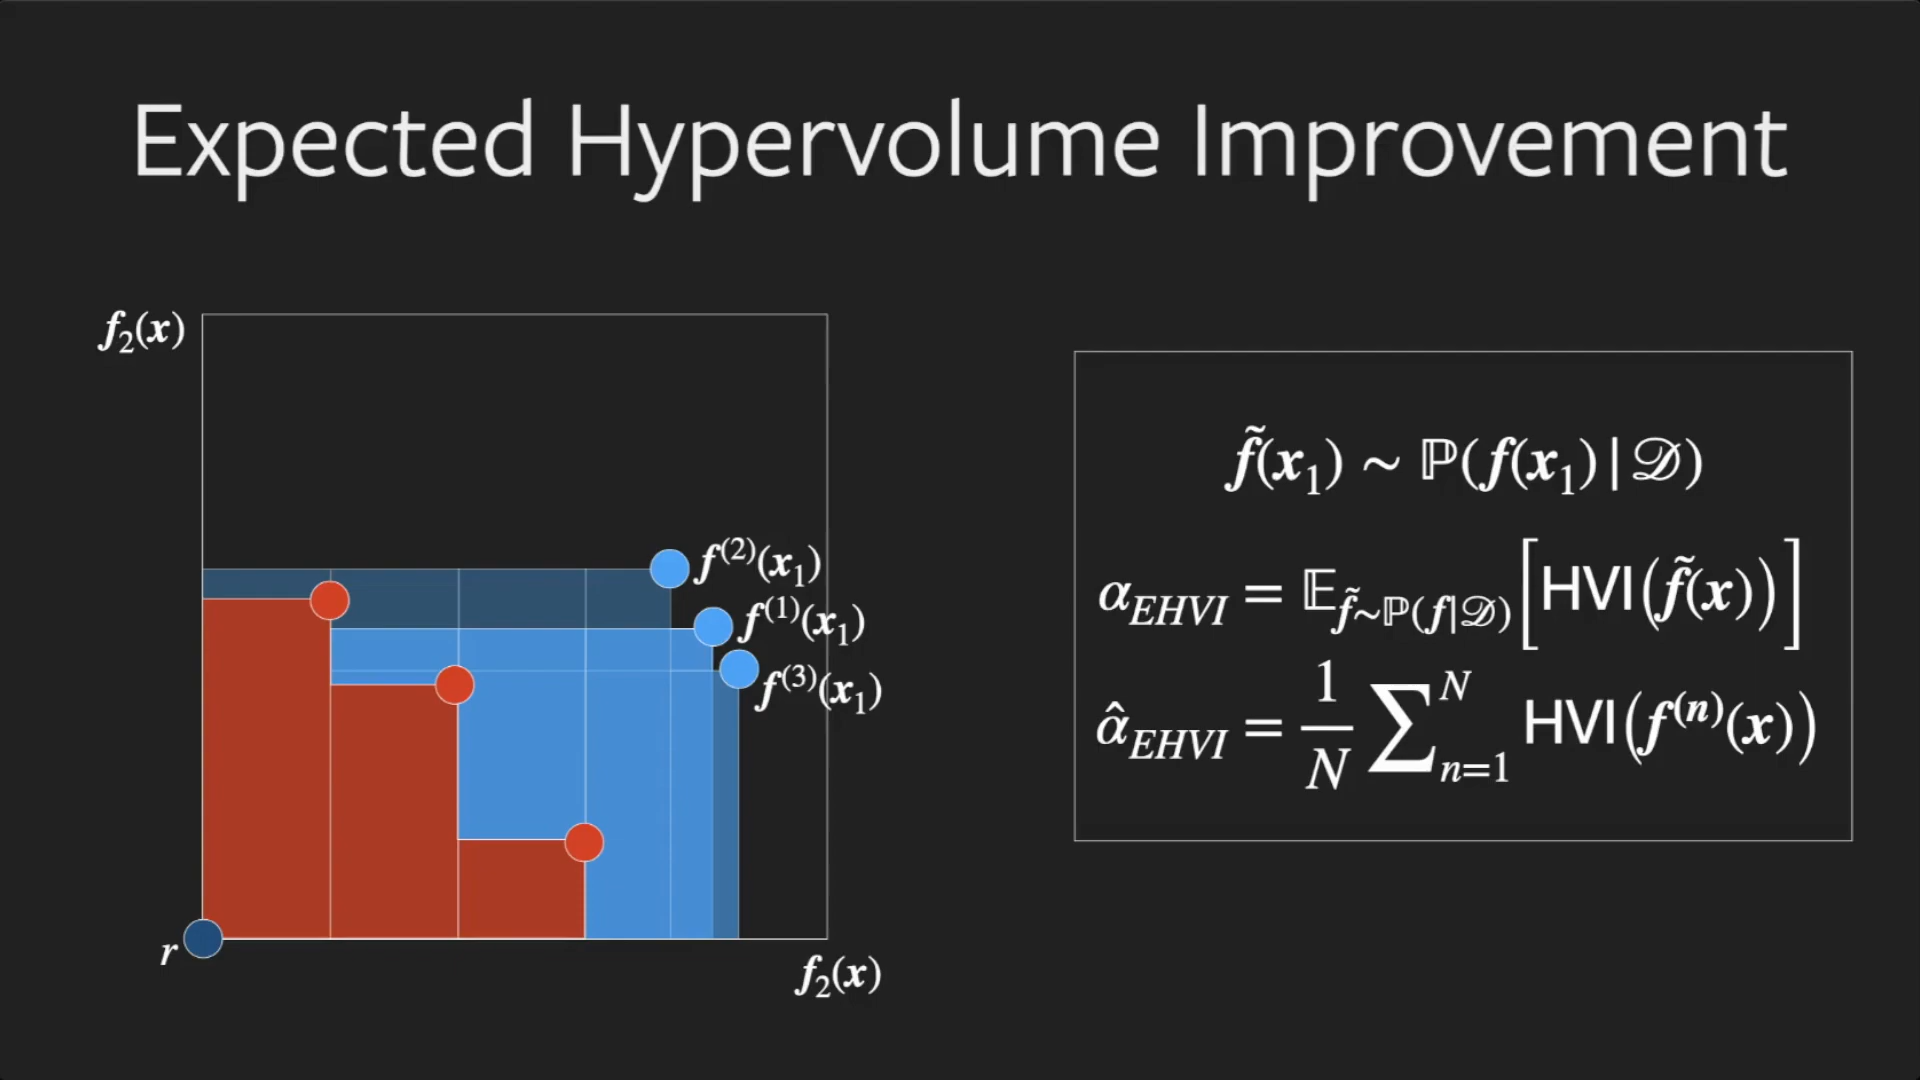 Expected Hypervolume Improvement
f₂(x)
f⁽²⁾(x₁)
f⁽¹⁾(x₁)
f⁽³⁾(x₁)
r
f₂(x)
f̃(x₁) ∼ ℙ(f(x₁) | 𝒟)
α_EHVI = 𝔼_f̃∼ℙ(f|𝒟) [HVI(f̃(x))]
α̂_EHVI = 1/N ∑_{n=1}^{N} HVI(f⁽ⁿ⁾(x))